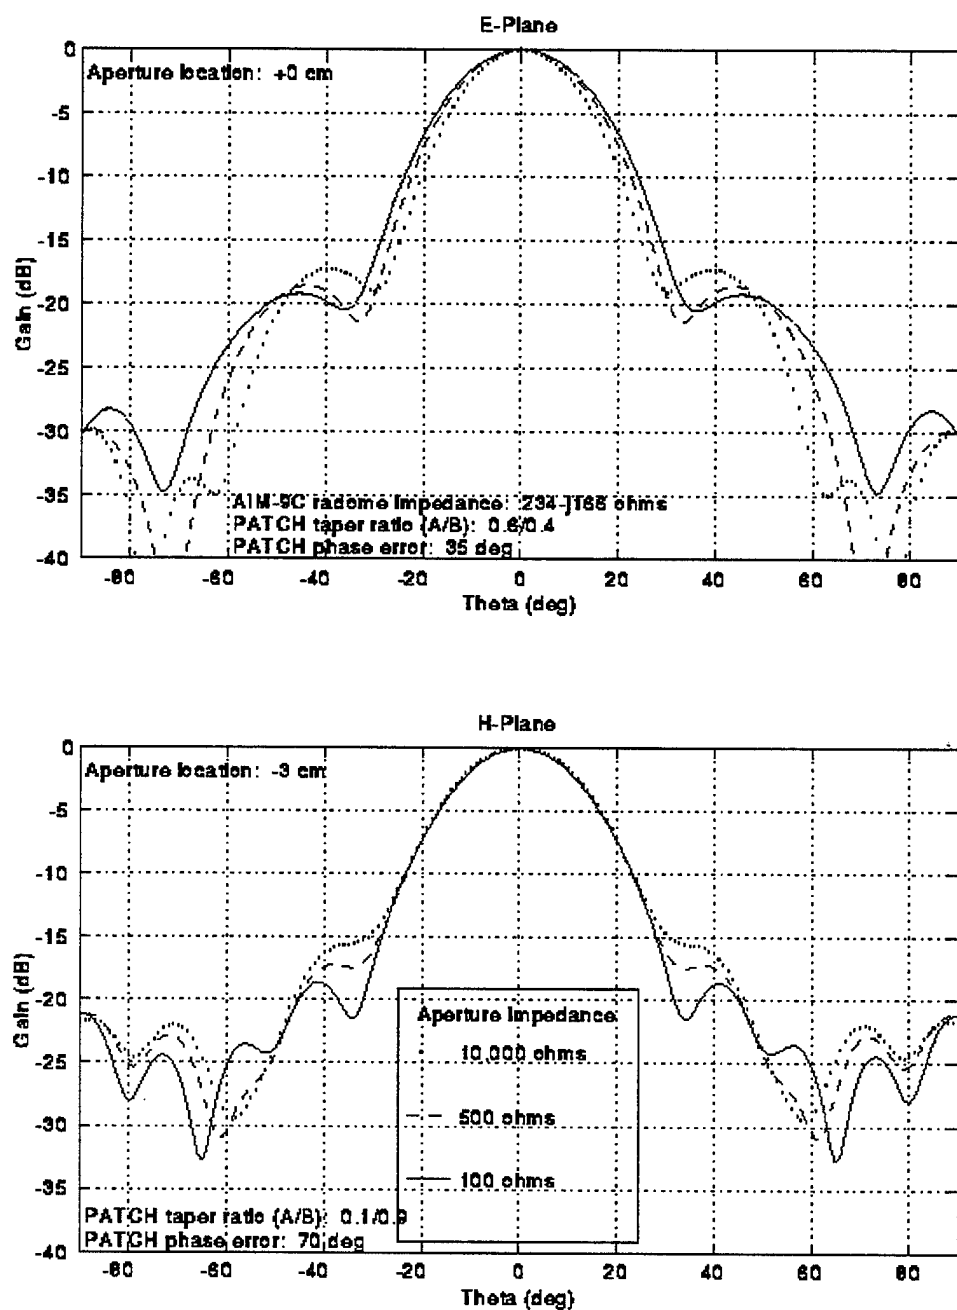 E-Plane
0
Aperture location: +0 cm
-5
-10
-15
-20
-25
-30
-35
-40
Gain (dB)
AIM-9C radome impedance: 234-j166 ohms
PATCH taper ratio (A/B): 0.6/0.4
PATCH phase error: 35 deg
-80 -60 -40 -20 0 20 40 60 80
Theta (deg)
H-Plane
0
Aperture location: -3 cm
-5
-10
-15
-20
-25
-30
-35
-40
Gain (dB)
Aperture Impedance
10,000 ohms
500 ohms
100 ohms
PATCH taper ratio (A/B): 0.1/0.9
PATCH phase error: 70 deg
-80 -60 -40 -20 0 20 40 60 80
Theta (deg)